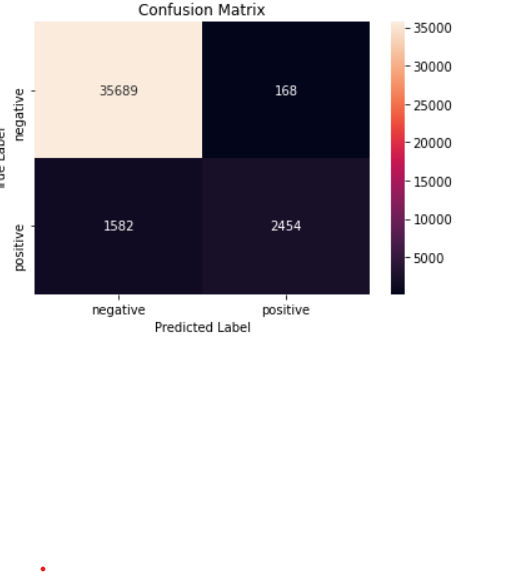 Confusion Matrix
negative
35689 168
positive
1582 2454
negative positive
Predicted Label
35000
30000
25000
20000
15000
10000
5000
Label